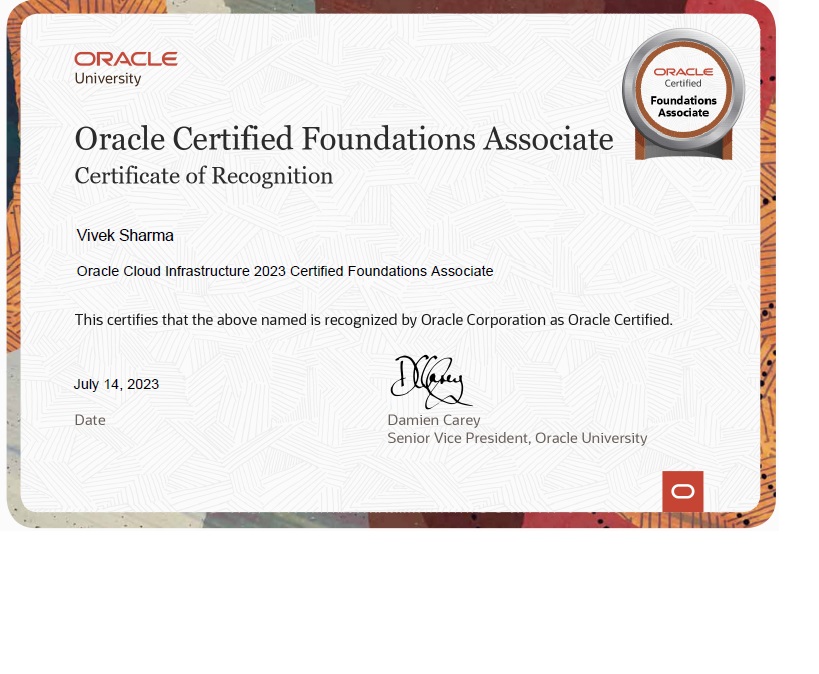 ORACLE
University
ORACLE
Certified
Foundations
Associate
Oracle Certified Foundations Associate
Certificate of Recognition
Vivek Sharma
Oracle Cloud Infrastructure 2023 Certified Foundations Associate
This certifies that the above named is recognized by Oracle Corporation as Oracle Certified.
July 14, 2023
Date
DCarey
Damien Carey
Senior Vice President, Oracle University